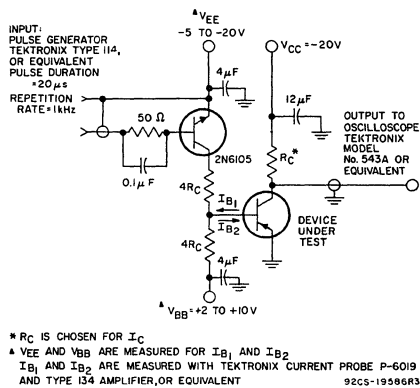 INPUT:
PULSE GENERATOR
TEKTRONIX TYPE 114,
OR EQUIVALENT
PULSE DURATION
=20µs
REPETITION
RATE=1kHz
▲VEE
-5 TO -20V
4µF
50 Ω
0.1µF
2N6105
4RC
IB1
IB2
4RC
4µF
▲VBB=+2 TO +10V
VCC=-20V
12µF
RC*
OUTPUT TO
OSCILLOSCOPE
TEKTRONIX
MODEL
No. 543A OR
EQUIVALENT
DEVICE
UNDER
TEST
* RC IS CHOSEN FOR IC
▲ VEE AND VBB ARE MEASURED FOR IB1 AND IB2
IB1 AND IB2 ARE MEASURED WITH TEKTRONIX CURRENT PROBE P-6019
AND TYPE 134 AMPLIFIER,OR EQUIVALENT
92CS-19586R3